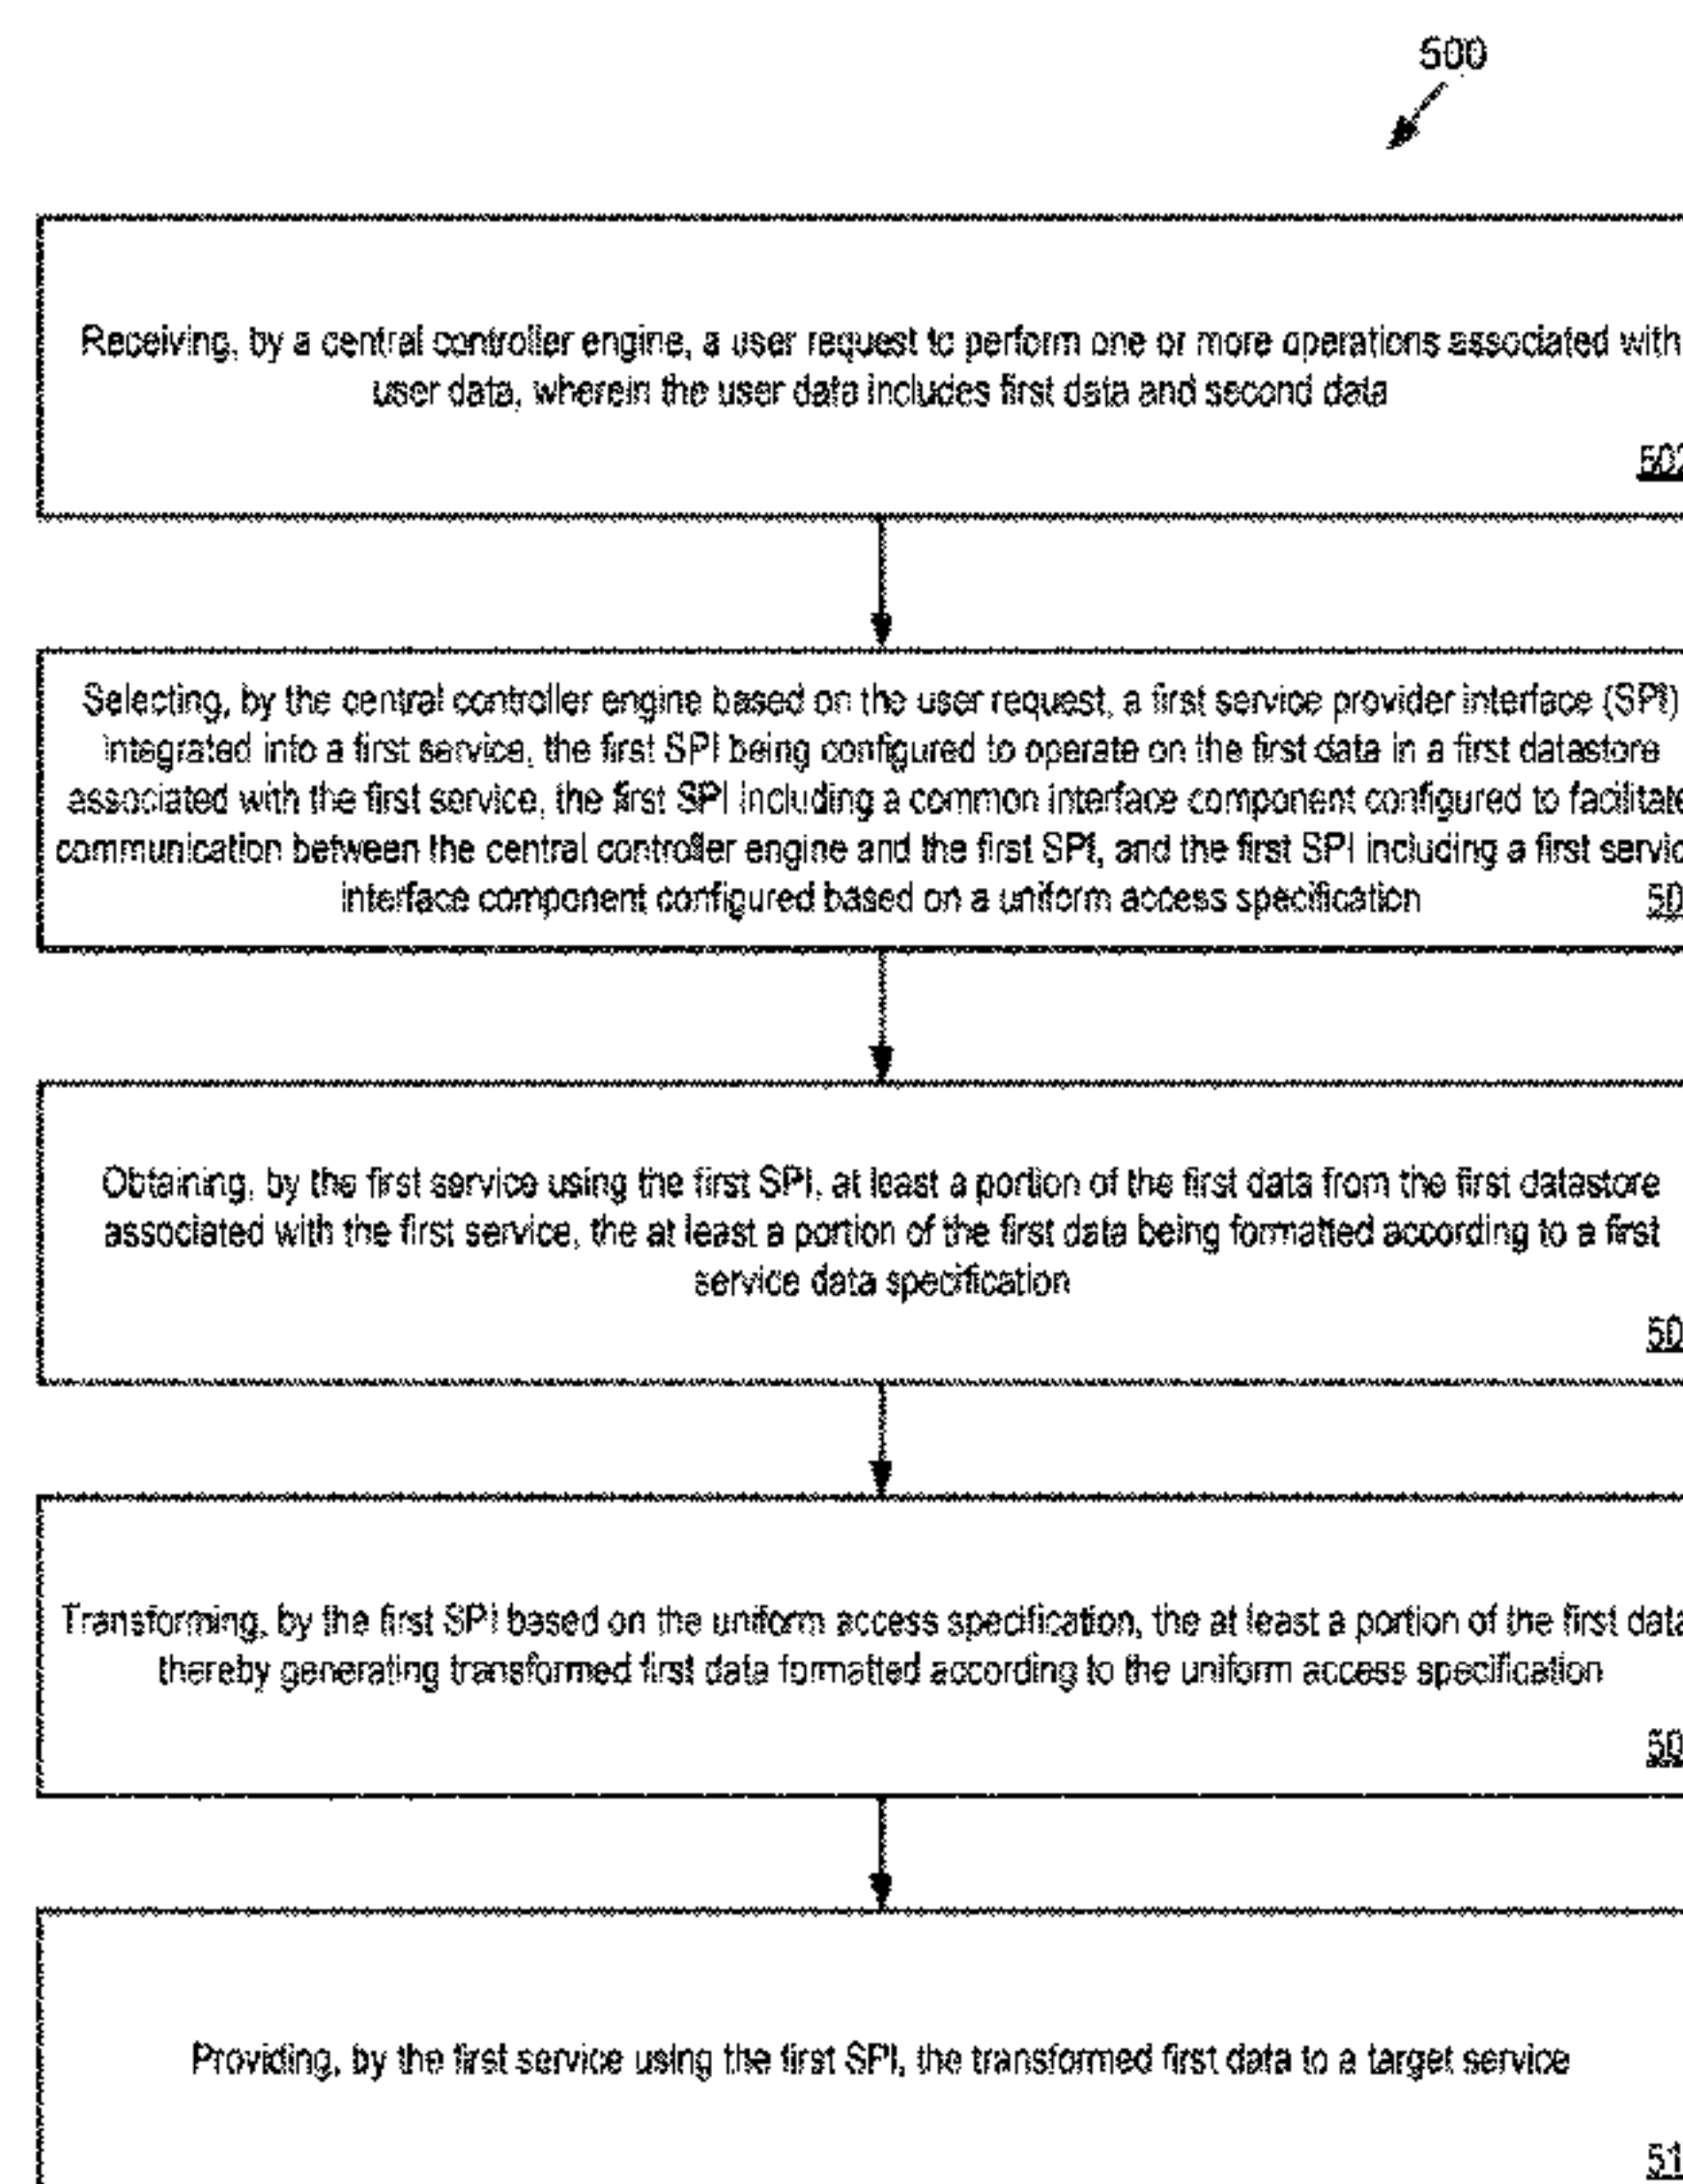 500
Receiving, by a central controller engine, a user request to perform one or more operations associated with
user data, wherein the user data includes first data and second data
502
Selecting, by the central controller engine based on the user request, a first service provider interface (SPI)
integrated into a first service, the first SPI being configured to operate on the first data in a first datastore
associated with the first service, the first SPI including a common interface component configured to facilitate
communication between the central controller engine and the first SPI, and the first SPI including a first servic
interface component configured based on a uniform access specification
50
Obtaining, by the first service using the first SPI, at least a portion of the first data from the first datastore
associated with the first service, the at least a portion of the first data being formatted according to a first
service data specification
50
Transforming, by the first SPI based on the uniform access specification, the at least a portion of the first data
thereby generating transformed first data formatted according to the uniform access specification
50
Providing, by the first service using the first SPI, the transformed first data to a target service
51